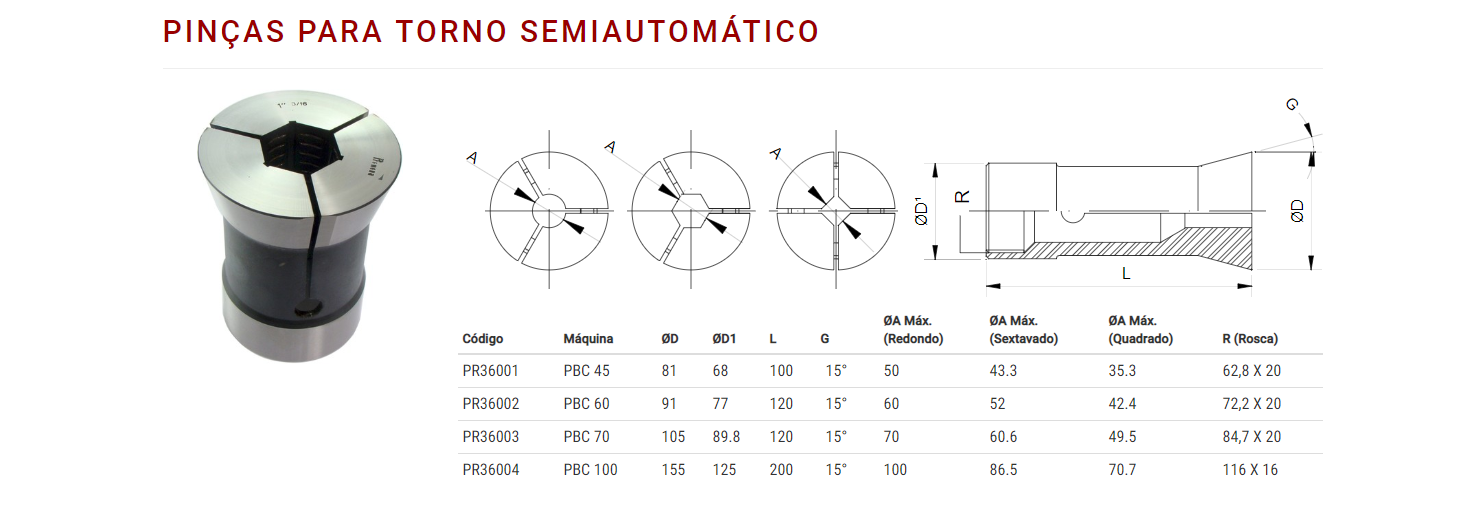 PINÇAS PARA TORNO SEMIAUTOMÁTICO
1" 3/16
A
A
A
ØD¹
R
L
G
ØD
Código Máquina ØD ØD1 L G ØA Máx. (Redondo) ØA Máx. (Sextavado) ØA Máx. (Quadrado) R (Rosca)
PR36001 PBC 45 81 68 100 15° 50 43.3 35.3 62,8 X 20
PR36002 PBC 60 91 77 120 15° 60 52 42.4 72,2 X 20
PR36003 PBC 70 105 89.8 120 15° 70 60.6 49.5 84,7 X 20
PR36004 PBC 100 155 125 200 15° 100 86.5 70.7 116 X 16